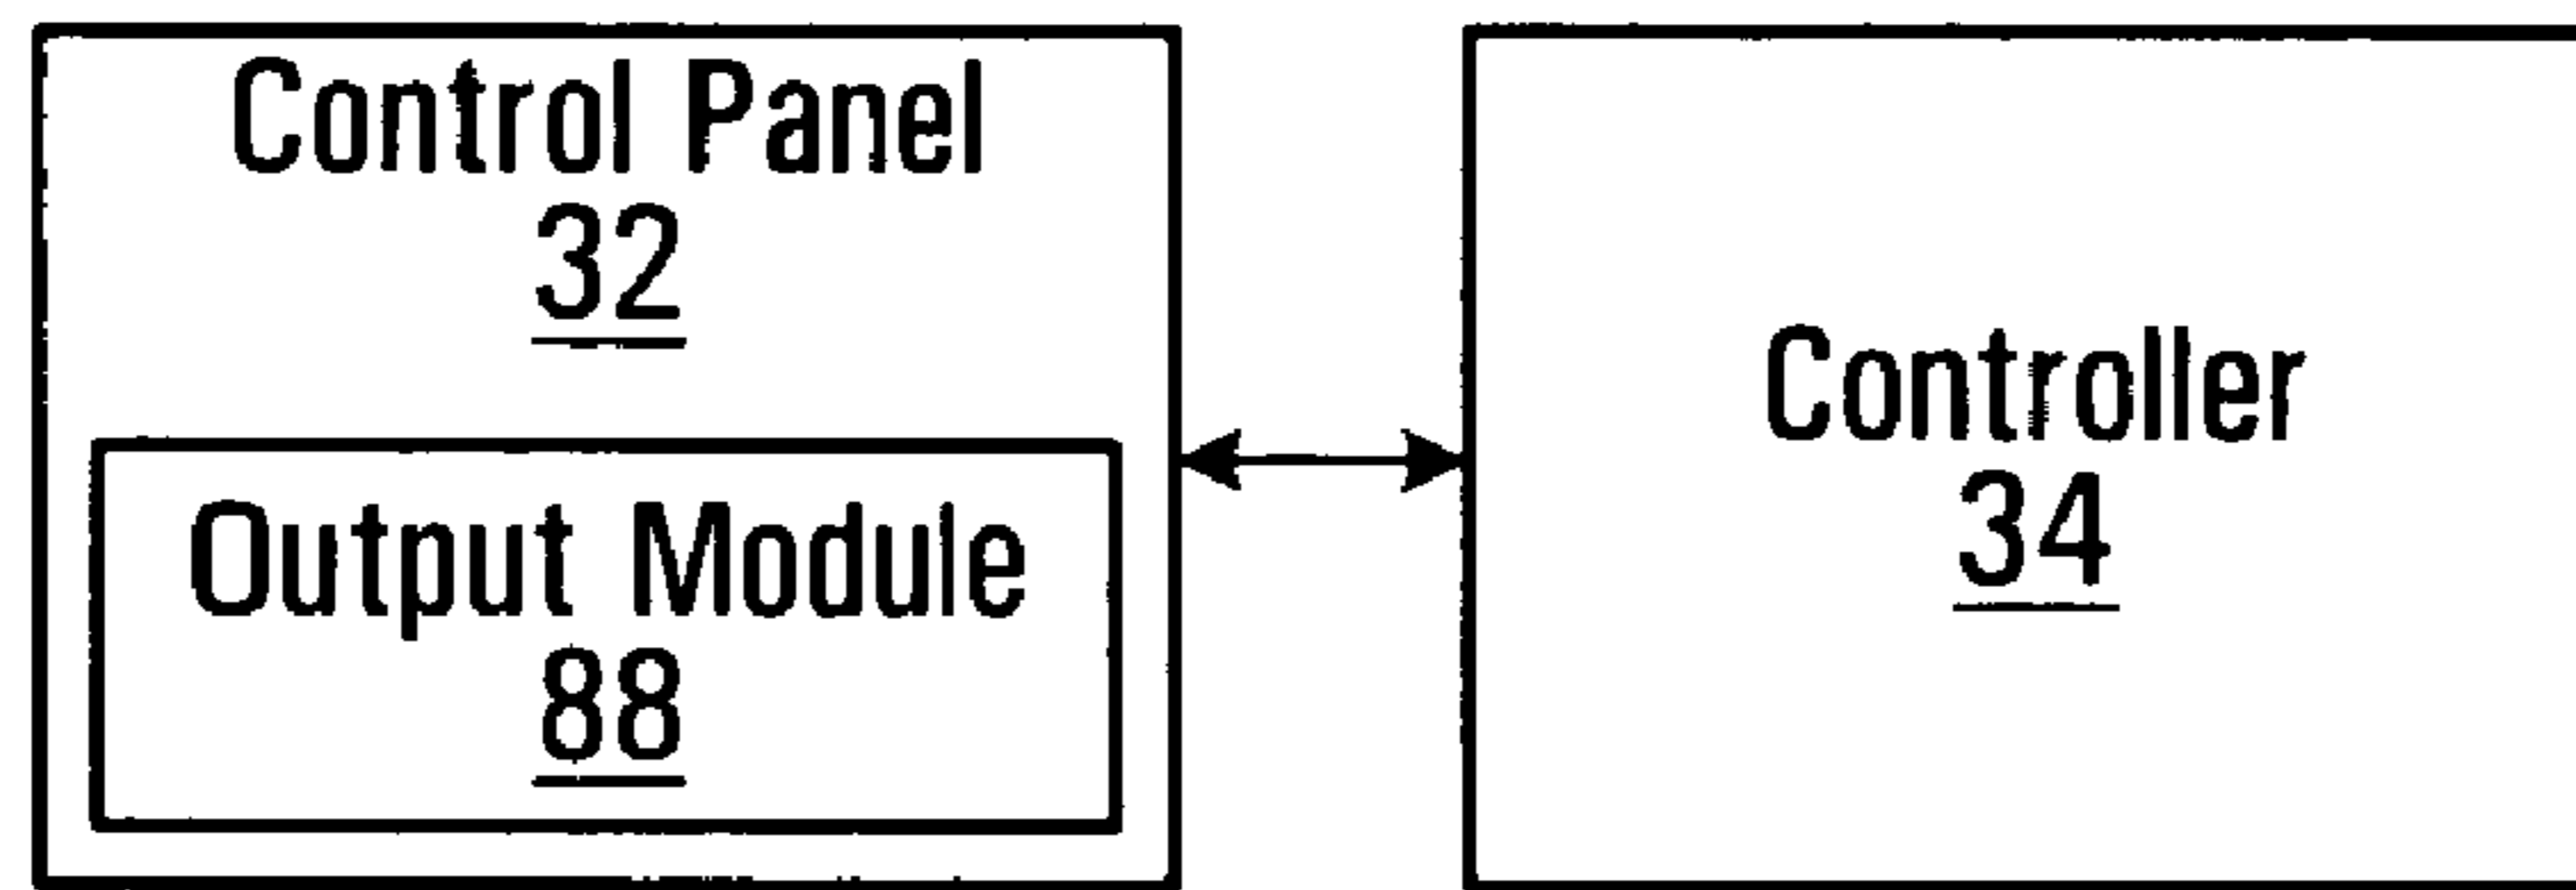 Control Panel
32
Output Module
88
Controller
34